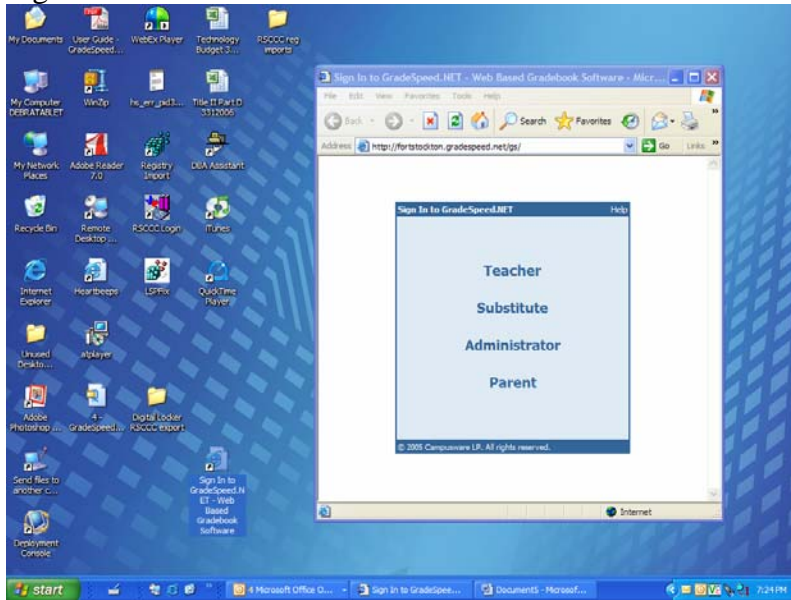 My Documents
User Guide - GradeSpeed...
WebEx Player
Technology Budget 3...
RSCCC reg imports
My Computer DEBRATABLET
WinZip
hs_err_pid3...
Title II Part D 3312006
My Network Places
Adobe Reader 7.0
Registry Import
DBA Assistant
Recycle Bin
Remote Desktop ...
RSCCC Login
iTunes
Internet Explorer
Heartbeeps
LSPFix
QuickTime Player
Unused Deskto...
atplayer
Adobe Photoshop ...
4 - GradeSpeed...
Digital Locker RSCCC export
Send files to another c...
Sign In to GradeSpeed.NET - Web Based Gradebook Software
Deployment Console
Sign In to GradeSpeed.NET - Web Based Gradebook Software - Micr...
File Edit View Favorites Tools Help
Back Search Favorites
Address http://fortstockton.gradespeed.net/gs/ Go Links
Sign In to GradeSpeed.NET Help
Teacher
Substitute
Administrator
Parent
© 2005 Campusware LP. All rights reserved.
Internet
start
4 Microsoft Office O...
Sign In to GradeSpee...
Document5 - Microsof...
7:24 PM